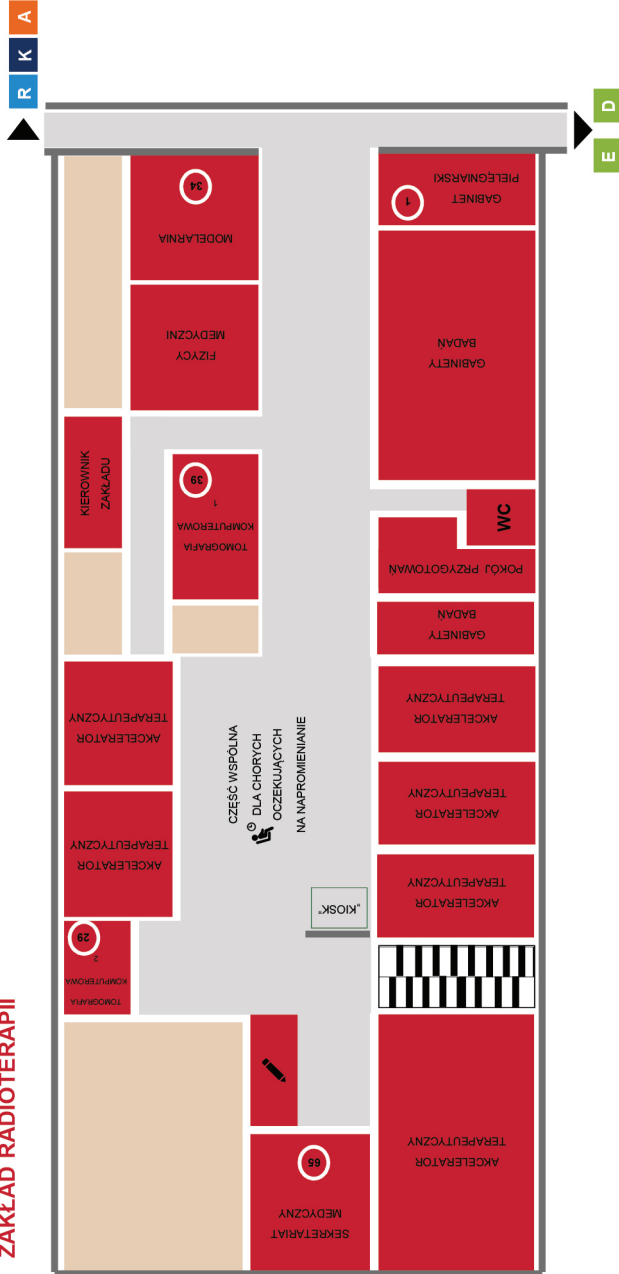 ZAKŁAD RADIOTERAPII
R K A
E D
34
MODELARNIA
FIZYCY
MEDYCZNI
KIEROWNIK
ZAKŁADU
39
TOMOGRAFIA
KOMPUTEROWA
1
AKCELERATOR
TERAPEUTYCZNY
AKCELERATOR
TERAPEUTYCZNY
29
TOMOGRAFIA
KOMPUTEROWA
2
SEKRETARIAT
MEDYCZNY
65
CZĘŚĆ WSPÓLNA
DLA CHORYCH
OCZEKUJĄCYCH
NA NAPROMIENIANIE
"KIOSK"
GABINET
PIELĘGNIARSKI
1
GABINETY
BADAŃ
WC
POKÓJ PRZYGOTOWAŃ
GABINETY
BADAŃ
AKCELERATOR
TERAPEUTYCZNY
AKCELERATOR
TERAPEUTYCZNY
AKCELERATOR
TERAPEUTYCZNY
AKCELERATOR
TERAPEUTYCZNY